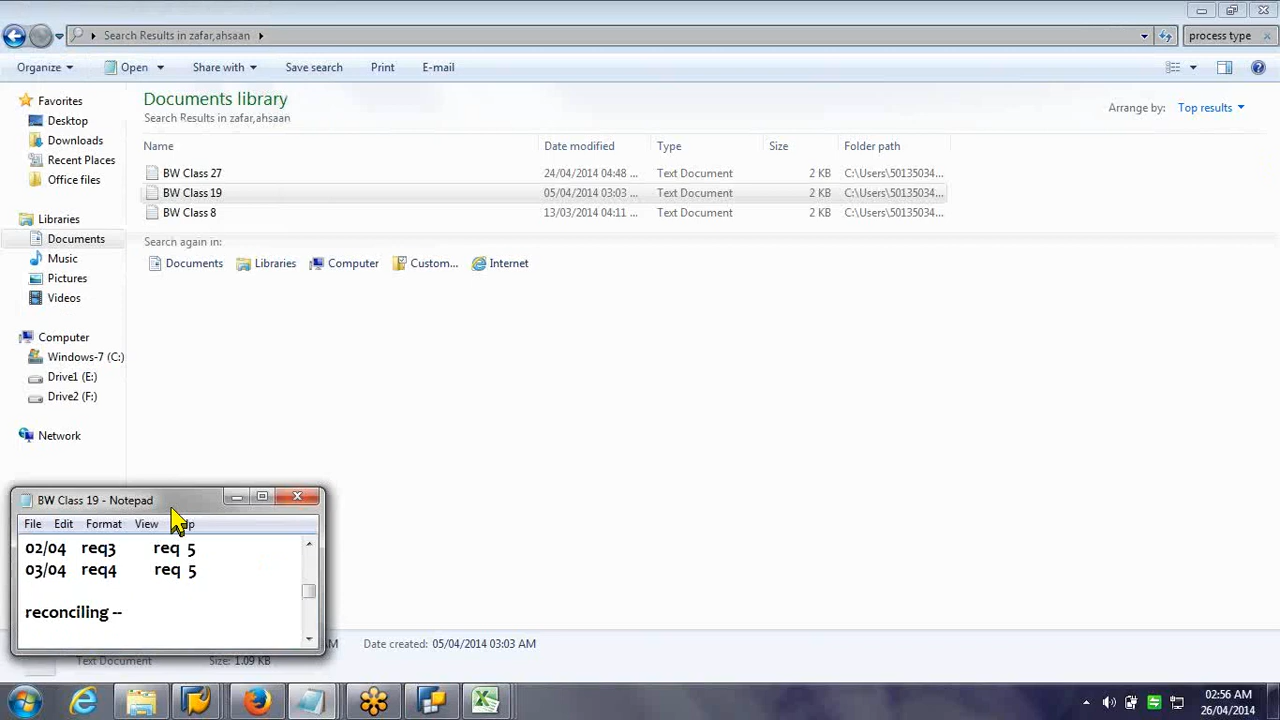 Search Results in zafar,ahsaan
process type
Organize
Open
Share with
Save search
Print
E-mail
Favorites
Desktop
Downloads
Recent Places
Office files
Libraries
Documents
Music
Pictures
Videos
Computer
Windows-7 (C:)
Drive1 (E:)
Drive2 (F:)
Network
Documents library
Search Results in zafar,ahsaan
Arrange by: Top results
Name Date modified Type Size Folder path
BW Class 27 24/04/2014 04:48 ... Text Document 2 KB C:\Users\50135034...
BW Class 19 05/04/2014 03:03 ... Text Document 2 KB C:\Users\50135034...
BW Class 8 13/03/2014 04:11 ... Text Document 2 KB C:\Users\50135034...
Search again in:
Documents Libraries Computer Custom... Internet
BW Class 19 - Notepad
File Edit Format View
02/04 req3 req 5
03/04 req4 req 5
reconciling --
Date created: 05/04/2014 03:03 AM
Text Document Size: 1.09 KB
02:56 AM
26/04/2014